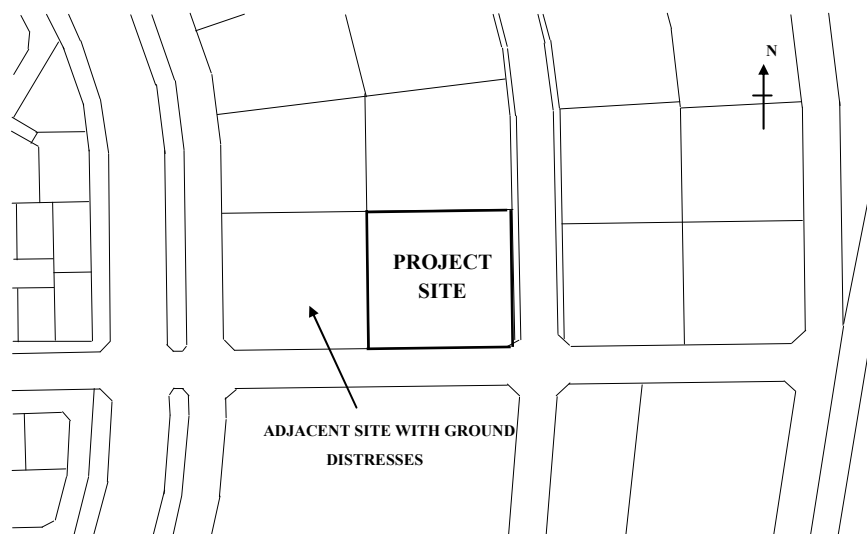 N
PROJECT
SITE
ADJACENT SITE WITH GROUND
DISTRESSES